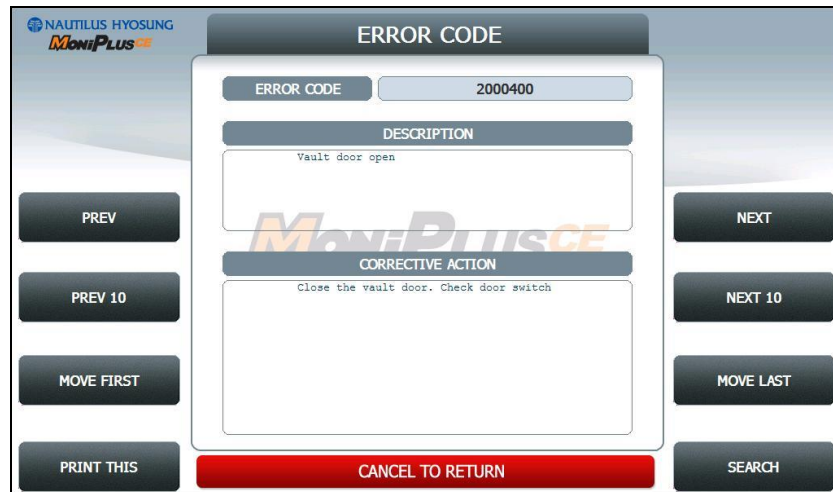 NAUTILUS HYOSUNG
MONiPLUSCE
ERROR CODE
ERROR CODE
2000400
DESCRIPTION
Vault door open
MONiPLUSCE
CORRECTIVE ACTION
Close the vault door. Check door switch
PREV
NEXT
PREV 10
NEXT 10
MOVE FIRST
MOVE LAST
PRINT THIS
CANCEL TO RETURN
SEARCH